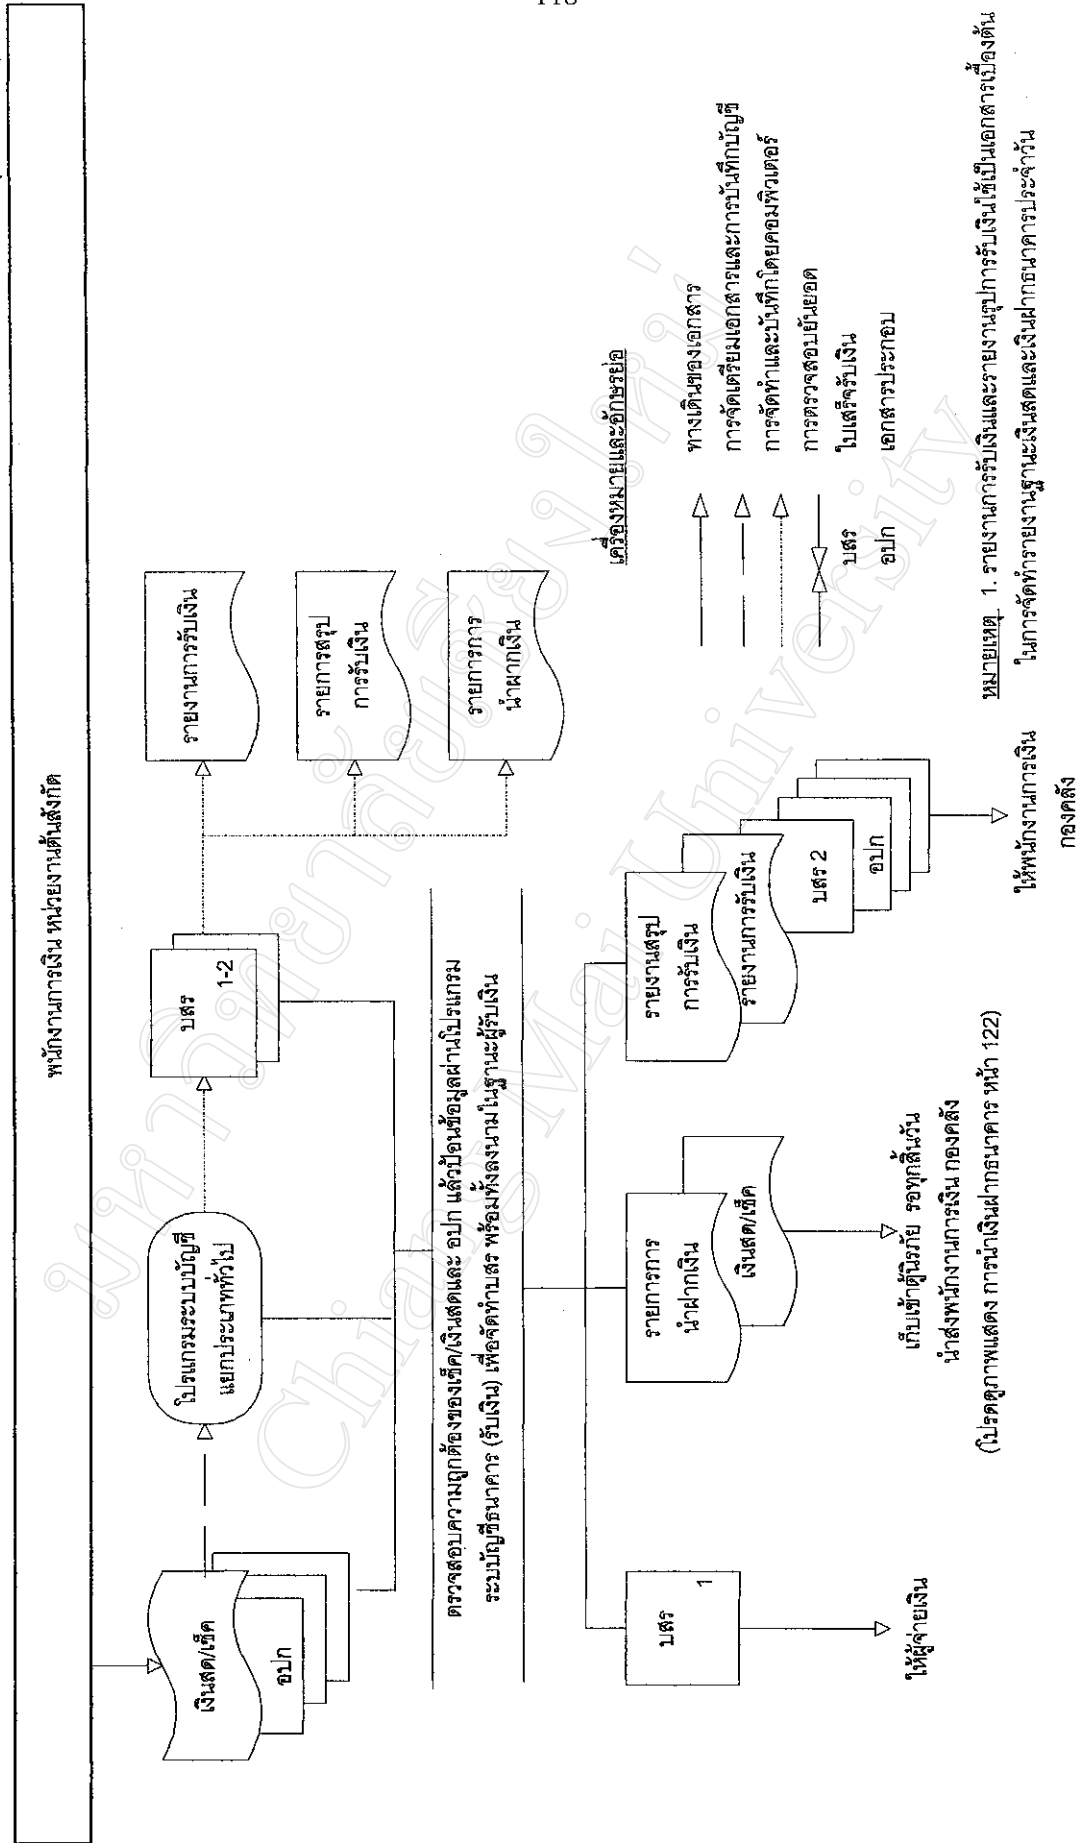 พนักงานการเงิน หน่วยงานต้นสังกัด
เงินสด/เช็ค
อปก
โปรแกรมระบบบัญชี
แยกประเภททั่วไป
บสร
1-2
รายงานการรับเงิน
รายการสรุป
การรับเงิน
รายการการ
นำฝากเงิน
ตรวจสอบความถูกต้องของเช็ค/เงินสดและ อปก แล้วป้อนข้อมูลผ่านโปรแกรม
ระบบบัญชีธนาคาร (รับเงิน) เพื่อจัดทำบสร พร้อมทั้งลงนามในฐานะผู้รับเงิน
บสร
1
ให้ผู้จ่ายเงิน
รายการการ
นำฝากเงิน
เงินสด/เช็ค
เก็บเข้าตู้นิรภัย รอทุกสิ้นวัน
นำส่งพนักงานการเงิน กองคลัง
(โปรดดูภาพแสดง การนำเงินฝากธนาคาร หน้า 122)
รายงานสรุป
การรับเงิน
รายงานการรับเงิน
บสร 2
อปก
ให้พนักงานการเงิน
กองคลัง
เครื่องหมายและอักษรย่อ
ทางเดินของเอกสาร
การจัดเตรียมเอกสารและการบันทึกบัญชี
การจัดทำและบันทึกโดยคอมพิวเตอร์
การตรวจสอบยันยอด
บสร ใบเสร็จรับเงิน
อปก เอกสารประกอบ
หมายเหตุ 1. รายงานการรับเงินและรายงานรุปการรับเงินใช้เป็นเอกสารเบื้องต้น
ในการจัดทำรายงานฐานะเงินสดและเงินฝากธนาคารประจำวัน
มหาวิทยาลัยเชียงใหม่
Chiang Mai University